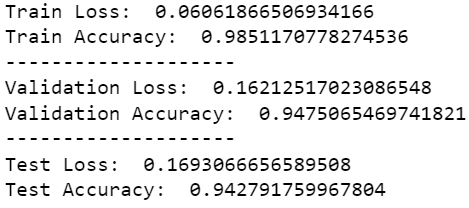 Train Loss:  0.06061866506934166
Train Accuracy:  0.9851170778274536
--------------------
Validation Loss:  0.16212517023086548
Validation Accuracy:  0.9475065469741821
--------------------
Test Loss:  0.1693066656589508
Test Accuracy:  0.942791759967804